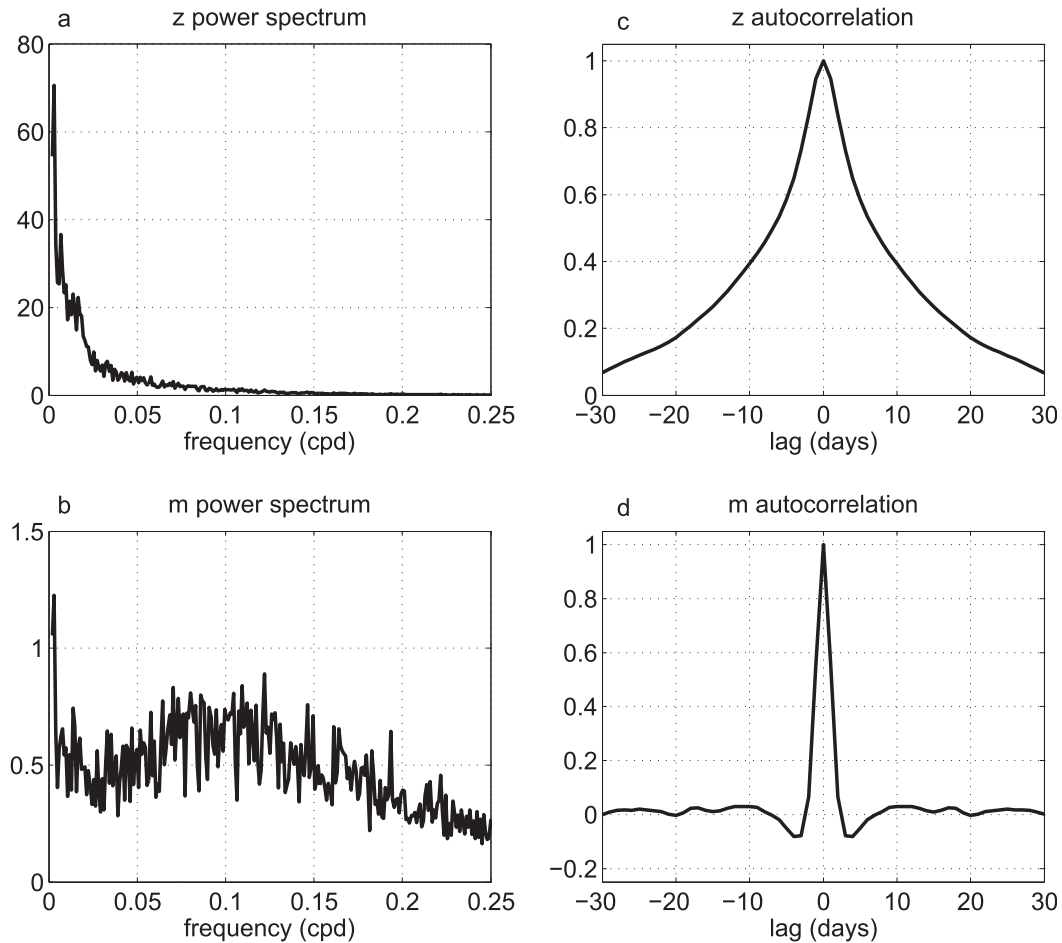 a
z power spectrum
80
60
40
20
0
0 0.05 0.1 0.15 0.2 0.25
frequency (cpd)
c
z autocorrelation
1
0.8
0.6
0.4
0.2
0
−30 −20 −10 0 10 20 30
lag (days)
b
m power spectrum
1.5
1
0.5
0
0 0.05 0.1 0.15 0.2 0.25
frequency (cpd)
d
m autocorrelation
1
0.8
0.6
0.4
0.2
0
−0.2
−30 −20 −10 0 10 20 30
lag (days)